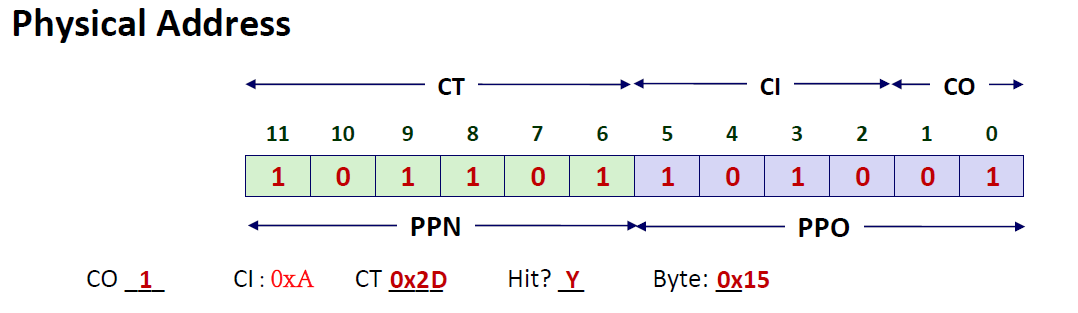 Physical Address
CT CI CO
11 10 9 8 7 6 5 4 3 2 1 0
1 0 1 1 0 1 1 0 1 0 0 1
PPN PPO
CO _1_ CI : 0xA CT 0x2D Hit? Y Byte: 0x15